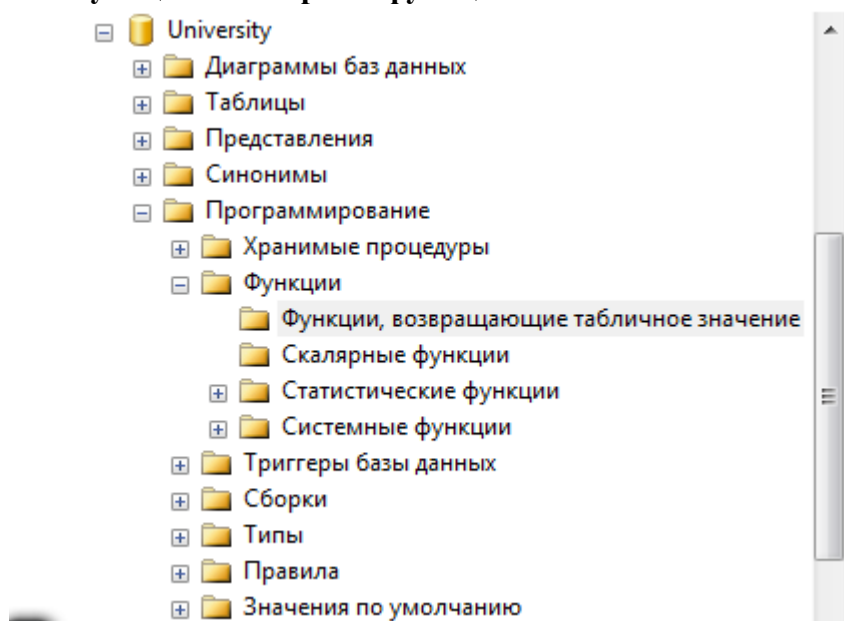 University
Диаграммы баз данных
Таблицы
Представления
Синонимы
Программирование
Хранимые процедуры
Функции
Функции, возвращающие табличное значение
Скалярные функции
Статистические функции
Системные функции
Триггеры базы данных
Сборки
Типы
Правила
Значения по умолчанию